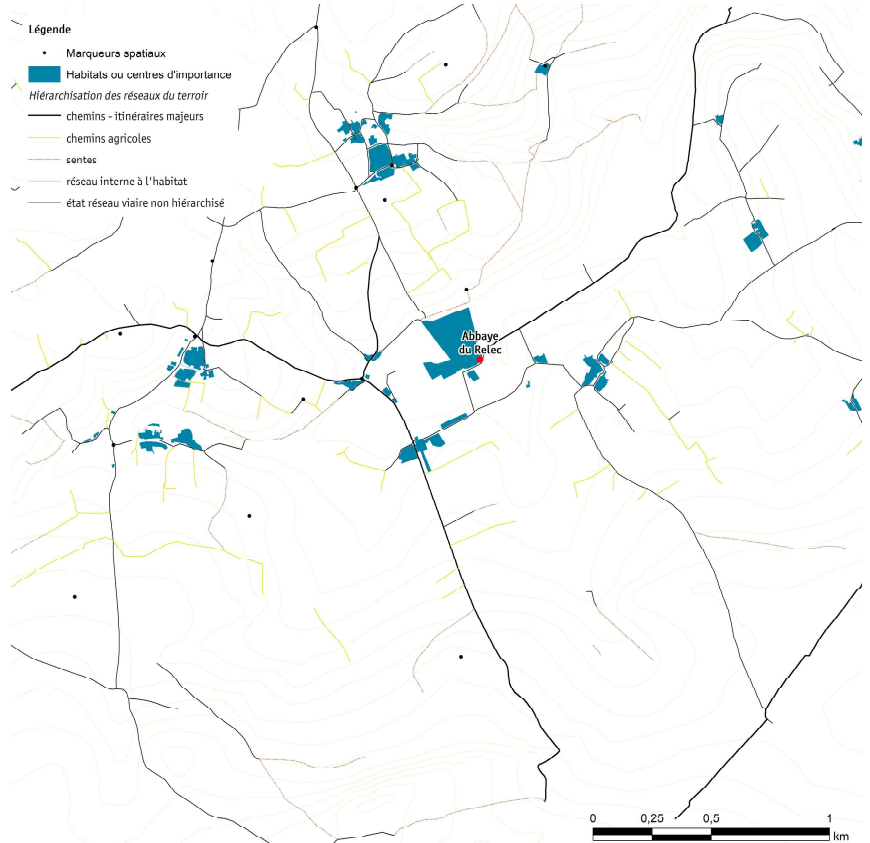 Légende
Marqueurs spatiaux
Habitats ou centres d'importance
Hiérarchisation des réseaux du terroir
chemins - itinéraires majeurs
chemins agricoles
sentes
réseau interne à l'habitat
état réseau viaire non hiérarchisé
Abbaye
du Relec
0 0,25 0,5 1
km